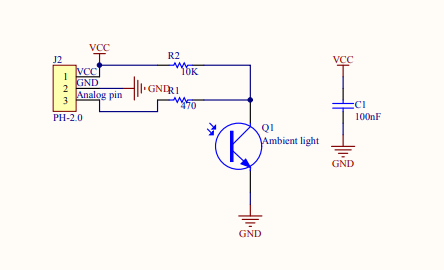 J2
VCC
R2
10K
1
VCC
2
GND
3
Analog pin
GND
R1
470
PH-2.0
Q1
Ambient light
GND
VCC
C1
100nF
GND